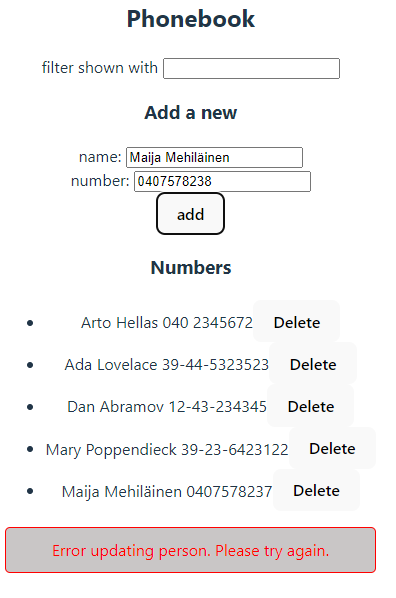 Phonebook
filter shown with
Add a new
name: Maija Mehiläinen
number: 0407578238
add
Numbers
Arto Hellas 040 2345672 Delete
Ada Lovelace 39-44-5323523 Delete
Dan Abramov 12-43-234345 Delete
Mary Poppendieck 39-23-6423122 Delete
Maija Mehiläinen 0407578237 Delete
Error updating person. Please try again.